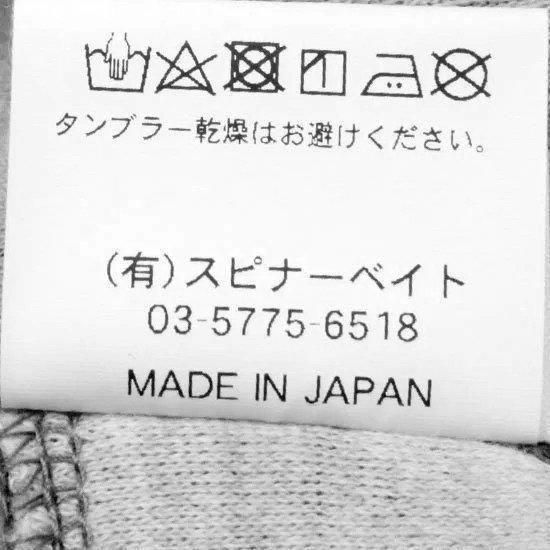 タンブラー乾燥はお避けください。
(有)スピナーベイト
03-5775-6518
MADE IN JAPAN